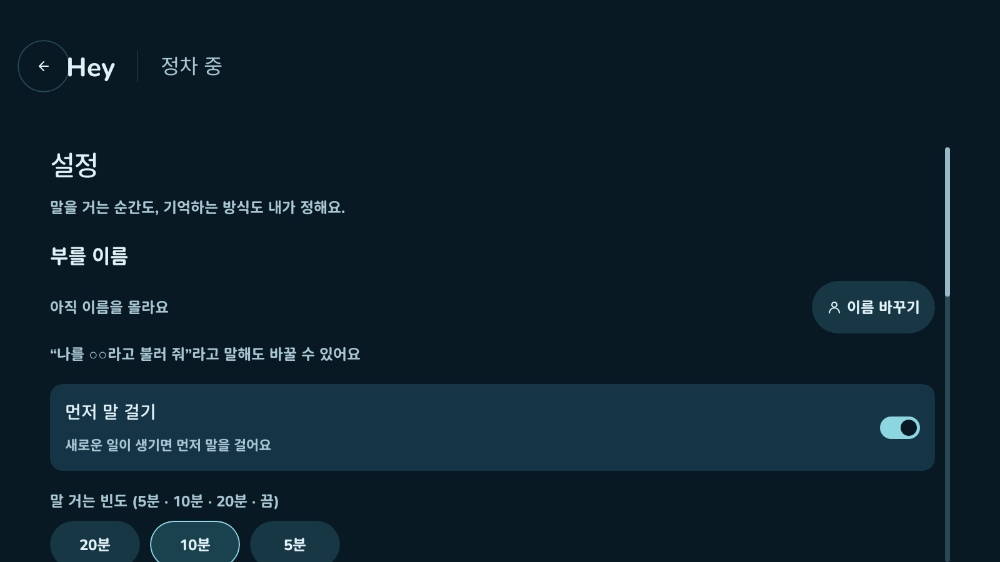 Hey
정차 중
설정
말을 거는 순간도, 기억하는 방식도 내가 정해요.
부를 이름
아직 이름을 몰라요
이름 바꾸기
“나를 ○○라고 불러 줘”라고 말해도 바꿀 수 있어요
먼저 말 걸기
새로운 일이 생기면 먼저 말을 걸어요
말 거는 빈도 (5분 · 10분 · 20분 · 끔)
20분 10분 5분